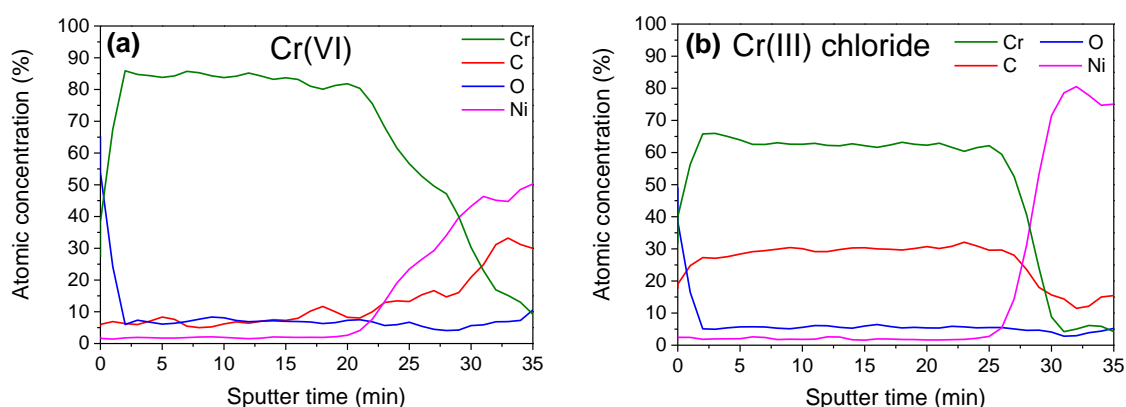 (a) Cr(VI)
Cr
C
O
Ni
100
90
80
70
60
50
40
30
20
10
0
Atomic concentration (%)
0 5 10 15 20 25 30 35
Sputter time (min)
(b) Cr(III) chloride
Cr O
C Ni
100
90
80
70
60
50
40
30
20
10
0
Atomic concentration (%)
0 5 10 15 20 25 30 35
Sputter time (min)